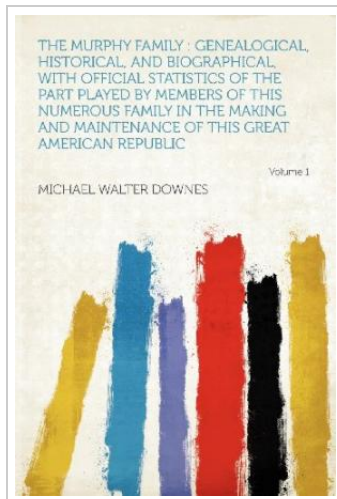 THE MURPHY FAMILY : GENEALOGICAL,
HISTORICAL, AND BIOGRAPHICAL,
WITH OFFICIAL STATISTICS OF THE
PART PLAYED BY MEMBERS OF THIS
NUMEROUS FAMILY IN THE MAKING
AND MAINTENANCE OF THIS GREAT
AMERICAN REPUBLIC
Volume 1
MICHAEL WALTER DOWNES